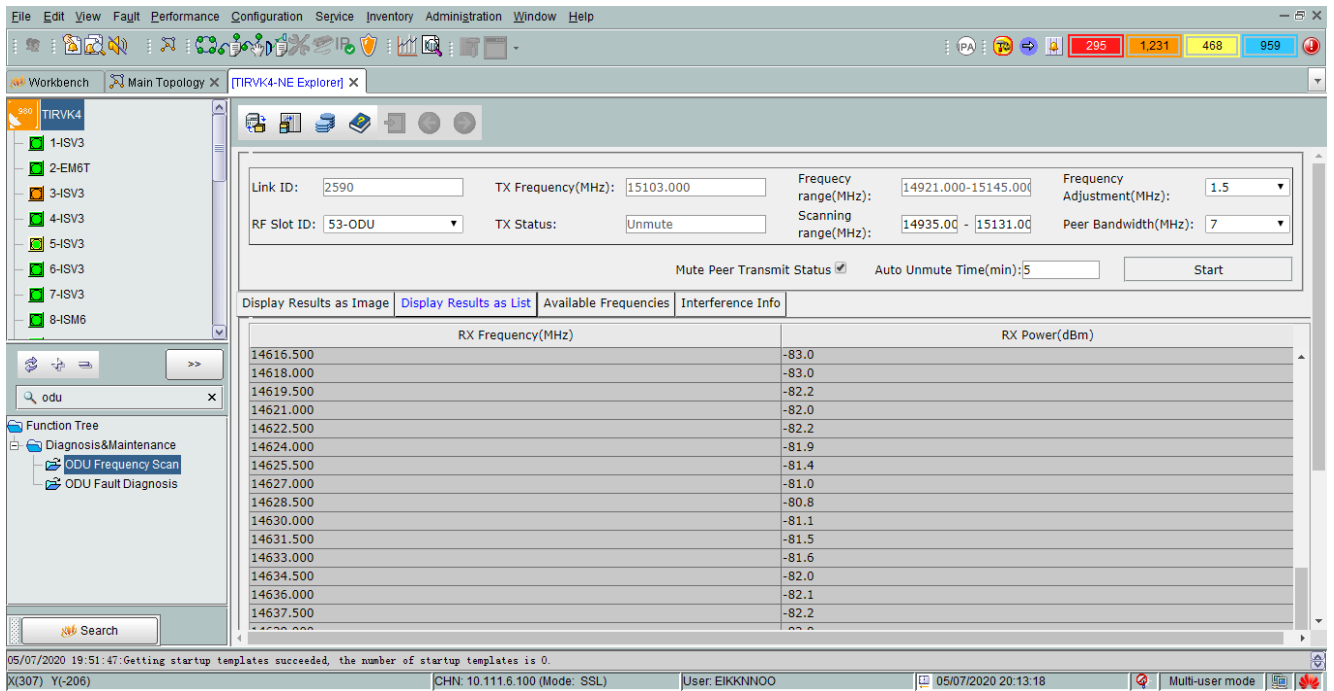 File Edit View Fault Performance Configuration Service Inventory Administration Window Help
PA 295 1,231 468 959
Workbench Main Topology [TIRVK4-NE Explorer]
980 TIRVK4
1-ISV3
2-EM6T
3-ISV3
4-ISV3
5-ISV3
6-ISV3
7-ISV3
8-ISM6
>>
odu
Function Tree
Diagnosis&Maintenance
ODU Frequency Scan
ODU Fault Diagnosis
Search
Link ID: 2590 TX Frequency(MHz): 15103.000 Frequecy range(MHz): 14921.000-15145.000 Frequency Adjustment(MHz): 1.5
RF Slot ID: 53-ODU TX Status: Unmute Scanning range(MHz): 14935.00 - 15131.00 Peer Bandwidth(MHz): 7
Mute Peer Transmit Status Auto Unmute Time(min): 5 Start
Display Results as Image Display Results as List Available Frequencies Interference Info
RX Frequency(MHz) RX Power(dBm)
14616.500 -83.0
14618.000 -83.0
14619.500 -82.2
14621.000 -82.0
14622.500 -82.2
14624.000 -81.9
14625.500 -81.4
14627.000 -81.0
14628.500 -80.8
14630.000 -81.1
14631.500 -81.5
14633.000 -81.6
14634.500 -82.0
14636.000 -82.1
14637.500 -82.2
05/07/2020 19:51:47:Getting startup templates succeeded, the number of startup templates is 0.
X(307) Y(-206) CHN: 10.111.6.100 (Mode: SSL) User: EIKKNNOO 05/07/2020 20:13:18 Multi-user mode